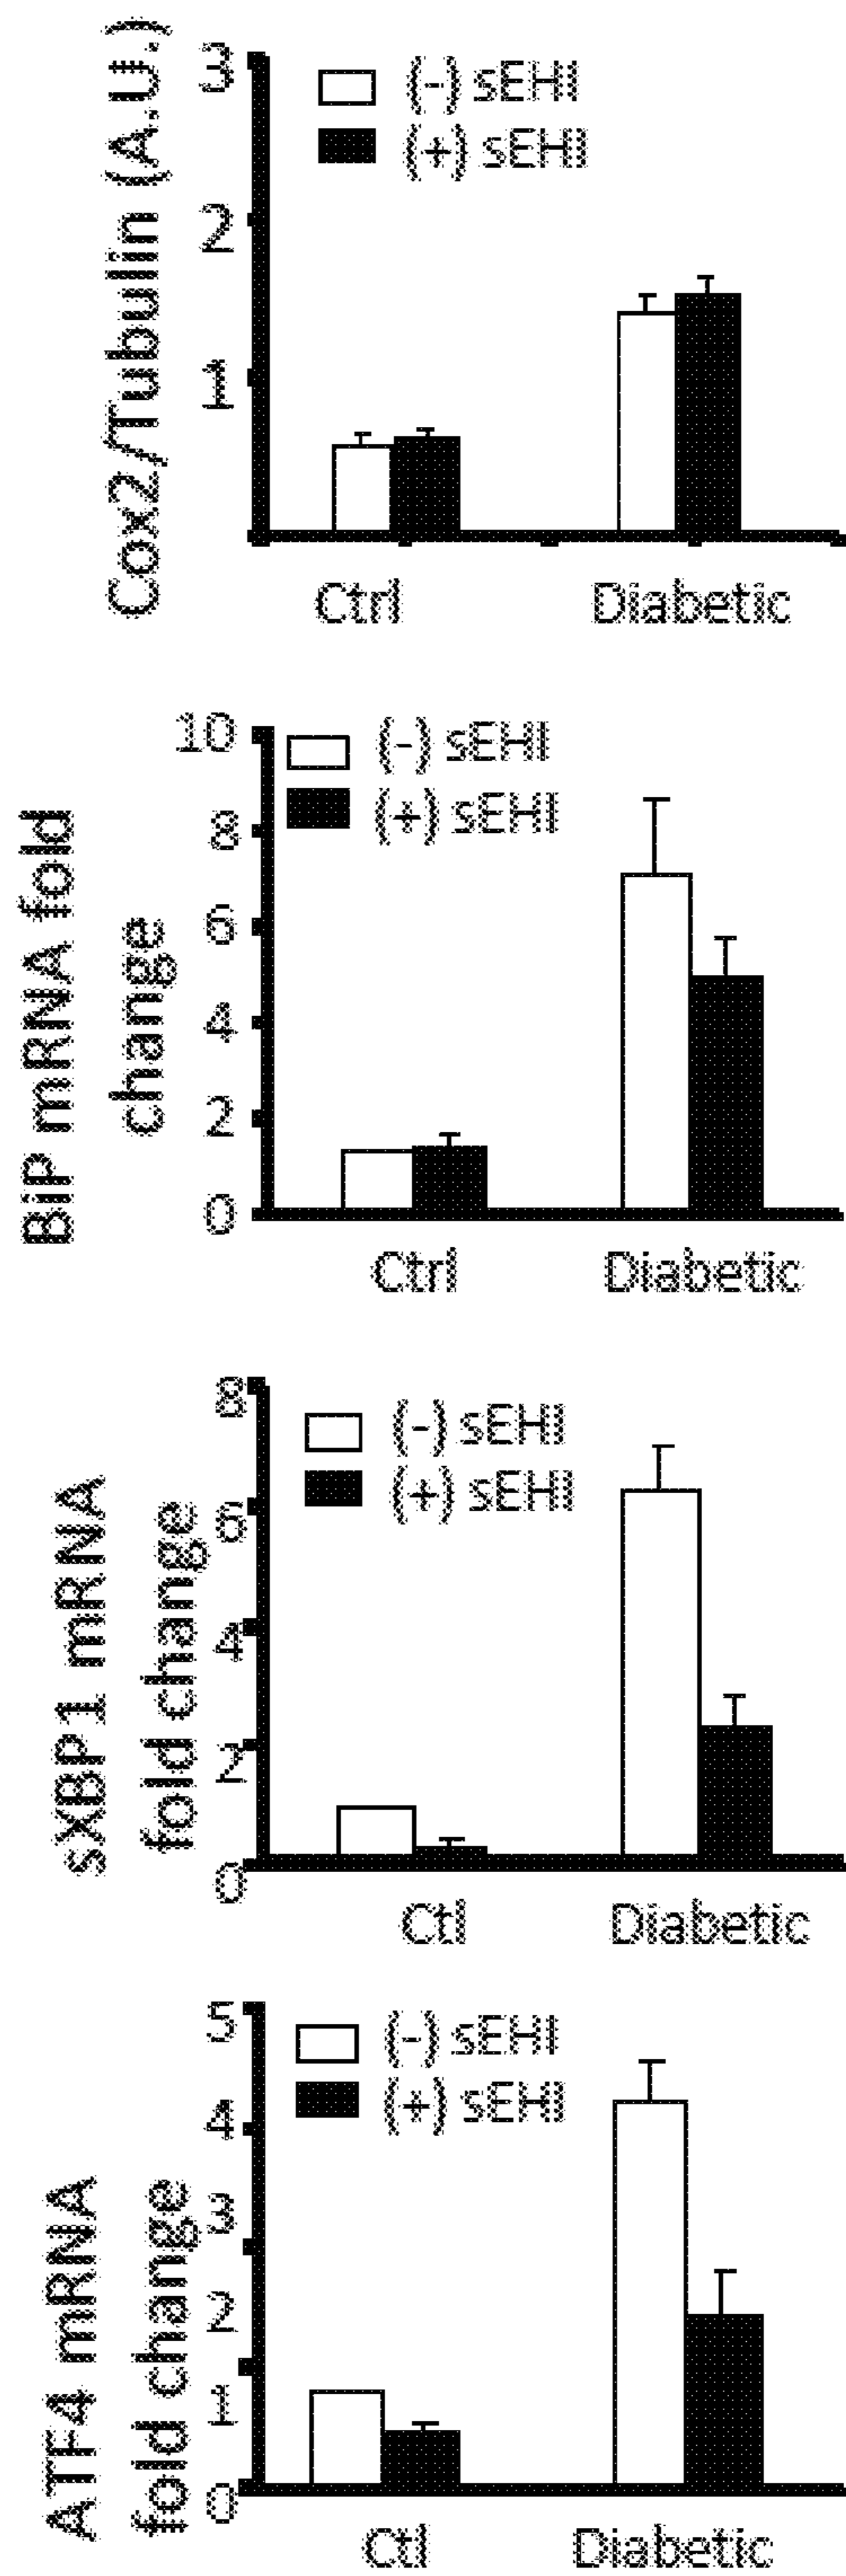 Cox2/Tubulin (A.U.)
3
2
1
(-) sEHI
(+) sEHI
Ctrl
Diabetic
BiP mRNA fold
change
10
8
6
4
2
0
(-) sEHI
(+) sEHI
Ctrl
Diabetic
sXBP1 mRNA
fold change
8
6
4
2
0
(-) sEHI
(+) sEHI
Ctl
Diabetic
ATF4 mRNA
fold change
5
4
3
2
1
0
(-) sEHI
(+) sEHI
Ctl
Diabetic